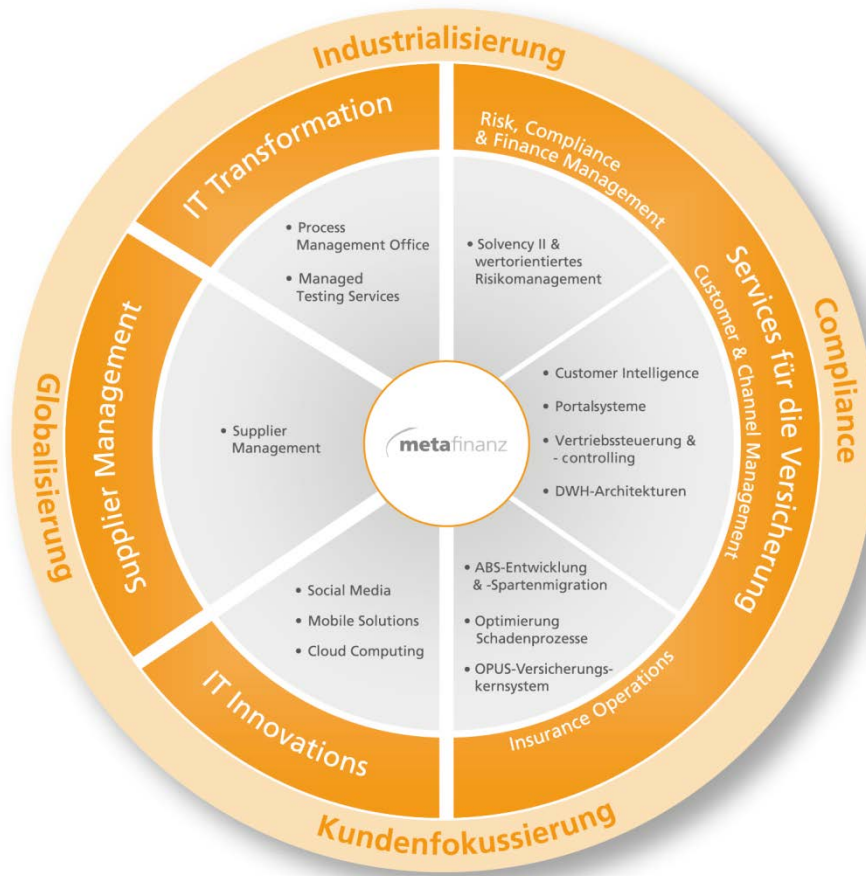 Industrialisierung
IT Transformation
Risk, Compliance
& Finance Management
• Process
Management Office
• Managed
Testing Services
• Solvency II &
wertorientiertes
Risikomanagement
Services für die Versicherung
Customer & Channel Management
Compliance
Globalisierung
Supplier Management
• Supplier
Management
metafinanz
• Customer Intelligence
• Portalsysteme
• Vertriebssteuerung &
- controlling
• DWH-Architekturen
• Social Media
• Mobile Solutions
• Cloud Computing
• ABS-Entwicklung
& -Spartenmigration
• Optimierung
Schadenprozesse
• OPUS-Versicherungs-
kernsystem
IT Innovations
Insurance Operations
Kundenfokussierung